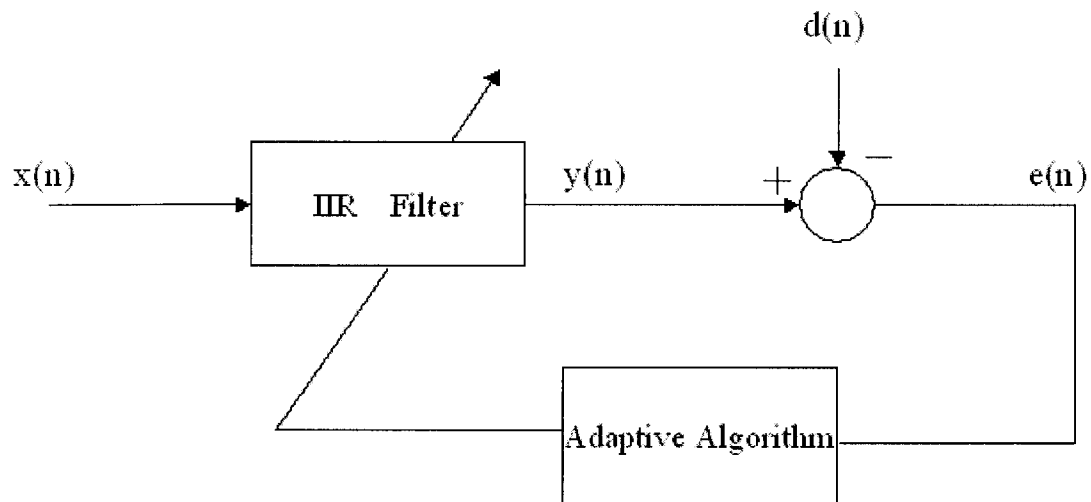 d(n)
x(n)
IIR Filter
y(n)
+
−
e(n)
Adaptive Algorithm